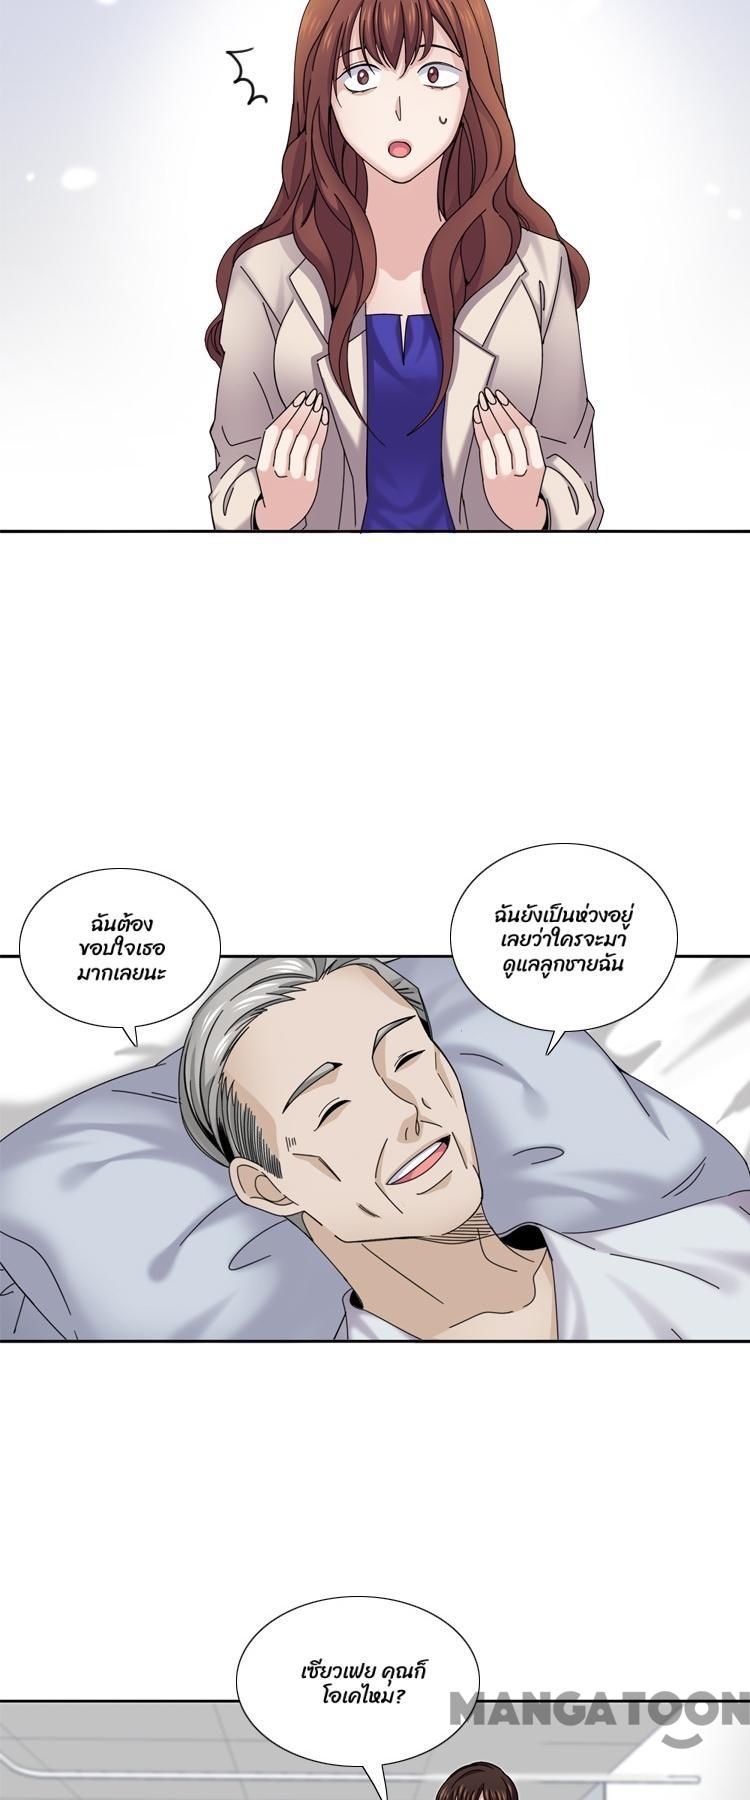 ฉันต้อง
ขอบใจเธอ
มากเลยนะ
ฉันยังเป็นห่วงอยู่
เลยว่าใครจะมา
ดูแลลูกชายฉัน
เซียวเฟย คุณก็
โอเคไหม?
MANGATOON